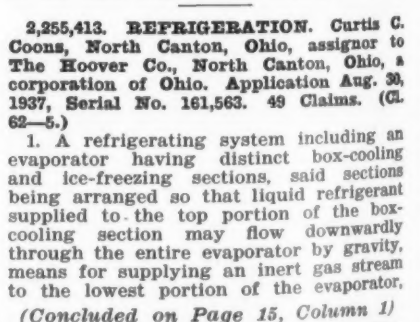 2,255,413. REFRIGERATION. Curtis C.
Coons, North Canton, Ohio, assignor to
The Hoover Co., North Canton, Ohio, a
corporation of Ohio. Application Aug. 30,
1937, Serial No. 161,563. 49 Claims. (Cl.
62—5.)
1. A refrigerating system including an
evaporator having distinct box-cooling
and ice-freezing sections, said sections
being arranged so that liquid refrigerant
supplied to the top portion of the box-
cooling section may flow downwardly
through the entire evaporator by gravity,
means for supplying an inert gas stream
to the lowest portion of the evaporator,
(Concluded on Page 15, Column 1)